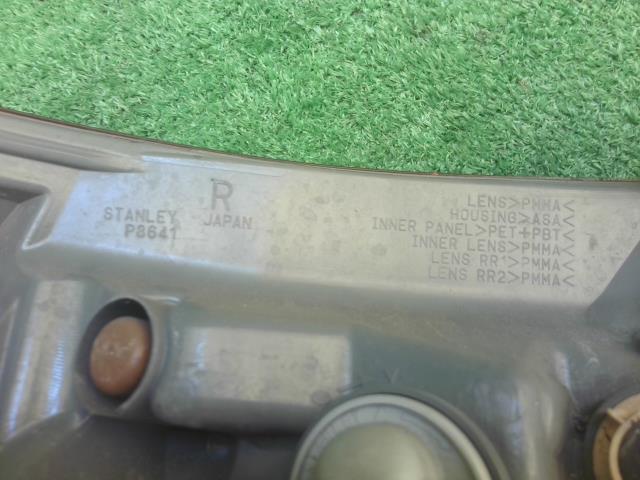 R
STANLEY JAPAN
P8641
LENS>PMMA<
HOUSING>ASA<
INNER PANEL>PET+PBT<
INNER LENS>PMMA<
LENS RR1>PMMA<
LENS RR2>PMMA<